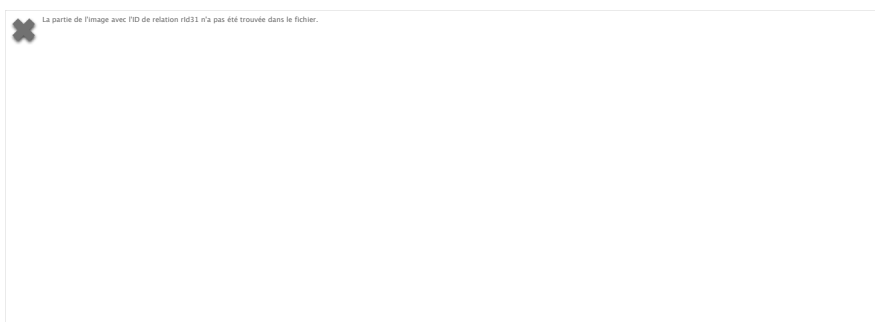 La partie de l'image avec l'ID de relation rId31 n'a pas été trouvée dans le fichier.